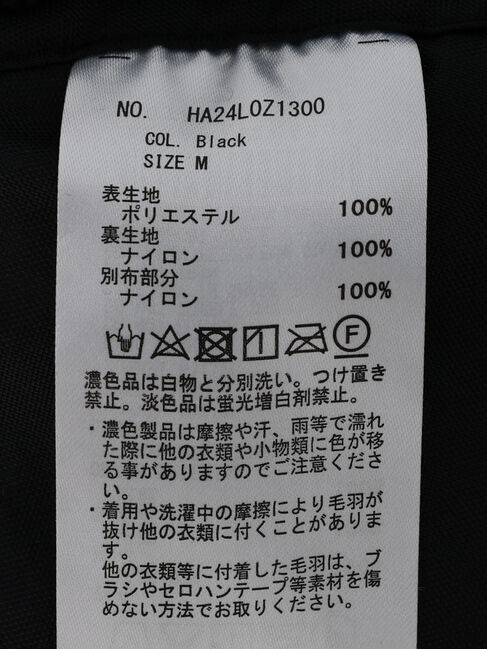 NO. HA24L0Z1300
COL. Black
SIZE M
表生地
ポリエステル 100%
裏生地
ナイロン 100%
別布部分
ナイロン 100%
F
濃色品は白物と分別洗い。つけ置き
禁止。淡色品は蛍光増白剤禁止。
・濃色製品は摩擦や汗、雨等で濡れ
た際に他の衣類や小物類に色が移
る事がありますのでご注意くださ
い。
・着用や洗濯中の摩擦により毛羽が
抜け他の衣類に付くことがありま
す。
他の衣類等に付着した毛羽は、ブ
ラシやセロハンテープ等素材を傷
めない方法でお取りください。